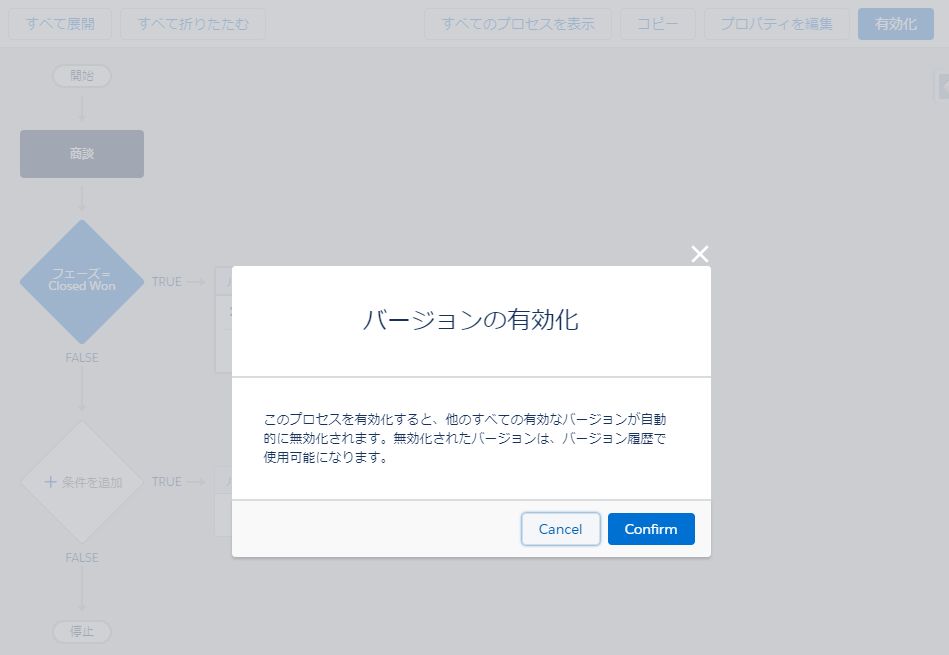 すべて展開
すべて折りたたむ
すべてのプロセスを表示
コピー
プロパティを編集
有効化
開始
商談
フェーズ =
Closed Won
TRUE
FALSE
バージョンの有効化
このプロセスを有効化すると、他のすべての有効なバージョンが自動
的に無効化されます。無効化されたバージョンは、バージョン履歴で
使用可能になります。
Cancel
Confirm
+ 条件を追加
TRUE
FALSE
停止